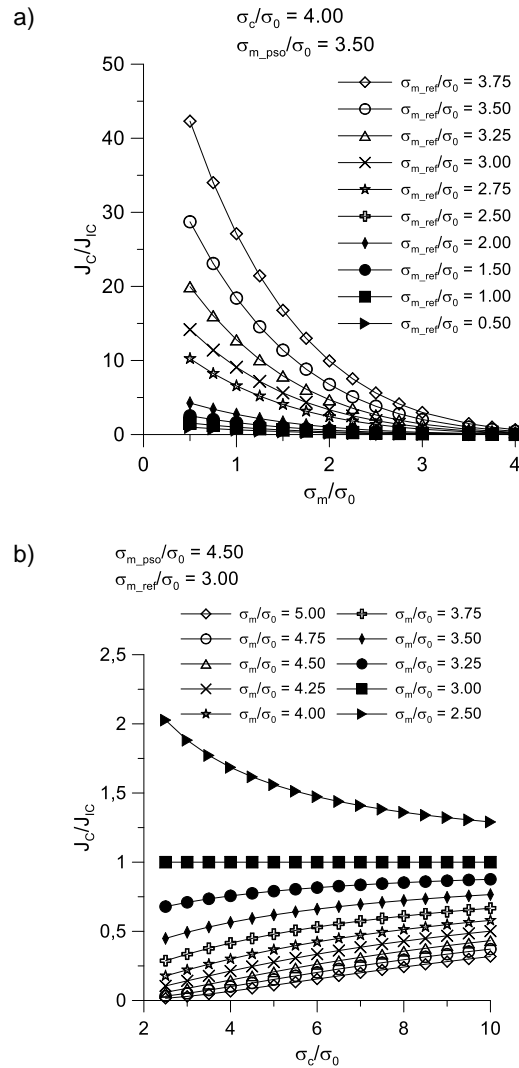 a)
σc/σ0 = 4.00
σm_pso/σ0 = 3.50
50
40
30
20
10
0
JC/JIC
σm_ref/σ0 = 3.75
σm_ref/σ0 = 3.50
σm_ref/σ0 = 3.25
σm_ref/σ0 = 3.00
σm_ref/σ0 = 2.75
σm_ref/σ0 = 2.50
σm_ref/σ0 = 2.00
σm_ref/σ0 = 1.50
σm_ref/σ0 = 1.00
σm_ref/σ0 = 0.50
0 1 2 3 4
σm/σ0
b)
σm_pso/σ0 = 4.50
σm_ref/σ0 = 3.00
σm/σ0 = 5.00 σm/σ0 = 3.75
σm/σ0 = 4.75 σm/σ0 = 3.50
σm/σ0 = 4.50 σm/σ0 = 3.25
σm/σ0 = 4.25 σm/σ0 = 3.00
σm/σ0 = 4.00 σm/σ0 = 2.50
2,5
2
1,5
1
0,5
0
JC/JIC
2 4 6 8 10
σc/σ0